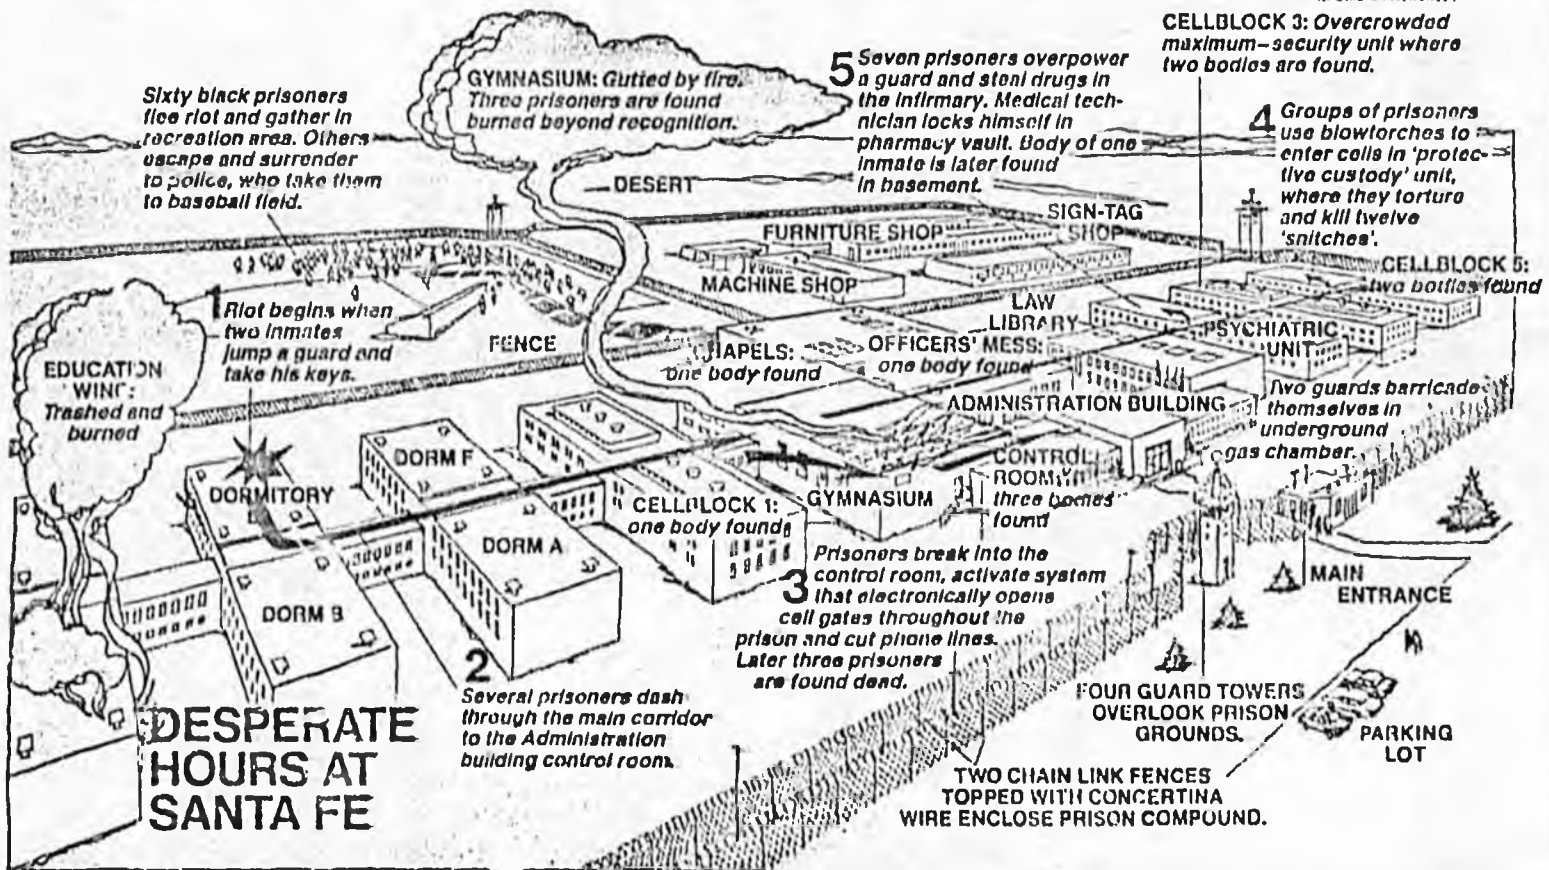 CELLBLOCK 3: Overcrowded
maximum-security unit where
two bodies are found.
5 Seven prisoners overpower
a guard and steal drugs in
the infirmary. Medical tech-
nician locks himself in
pharmacy vault. Body of one
inmate is later found
in basement.
GYMNASIUM: Gutted by fire.
Three prisoners are found
burned beyond recognition.
Sixty black prisoners
flee riot and gather in
recreation area. Others
escape and surrender
to police, who take them
to baseball field.
4 Groups of prisoners
use blowtorches to
enter cells in 'protec-
tive custody' unit,
where they torture
and kill twelve
'snitches'.
DESERT
SIGN-TAG
SHOP
FURNITURE SHOP
MACHINE SHOP
CELLBLOCK 5:
two bodies found
1 Riot begins when
two inmates
jump a guard and
take his keys.
FENCE
LAW
LIBRARY
PSYCHIATRIC
UNIT
CHAPELS:
one body found
OFFICERS' MESS:
one body found
EDUCATION
WING:
Trashed and
burned
ADMINISTRATION BUILDING
Two guards barricade
themselves in
underground
gas chamber.
DORM F
DORMITORY
CELLBLOCK 1:
one body found
GYMNASIUM
CONTROL
ROOM:
three bodies
found
DORM A
DORM B
3 Prisoners break into the
control room, activate system
that electronically opens
cell gates throughout the
prison and cut phone lines.
Later three prisoners
are found dead.
MAIN
ENTRANCE
2
Several prisoners dash
through the main corridor
to the Administration
building control room.
FOUR GUARD TOWERS
OVERLOOK PRISON
GROUNDS.
PARKING
LOT
DESPERATE
HOURS AT
SANTA FE
TWO CHAIN LINK FENCES
TOPPED WITH CONCERTINA
WIRE ENCLOSE PRISON COMPOUND.